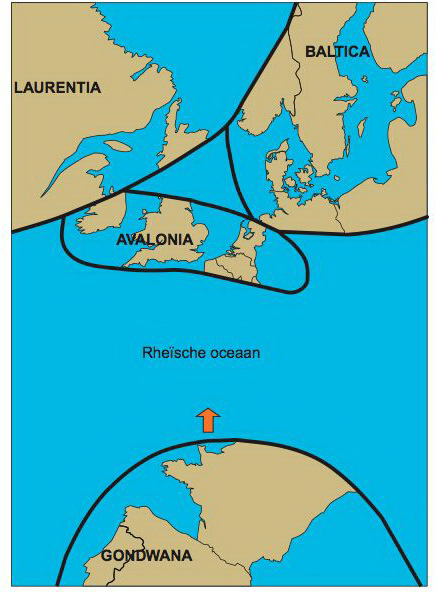 BALTICA
LAURENTIA
AVALONIA
Rheïsche oceaan
GONDWANA